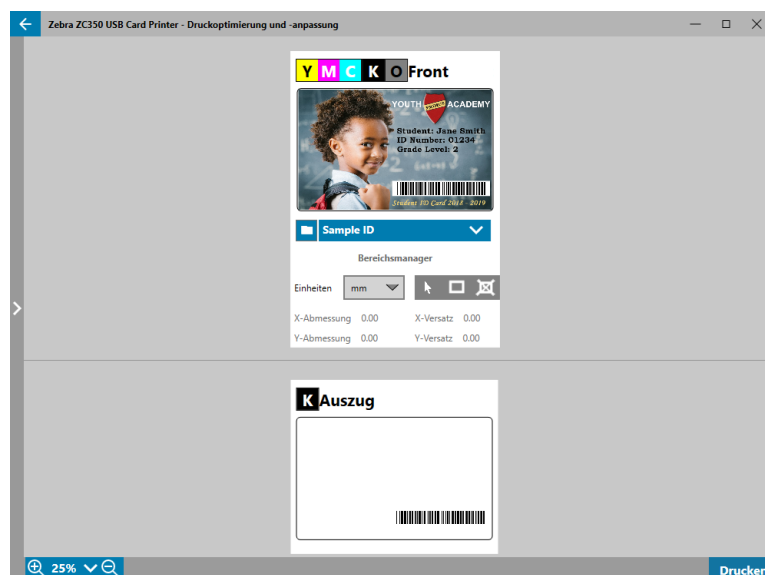 Zebra ZC350 USB Card Printer - Druckoptimierung und -anpassung
Y M C K O Front
YOUTH ACADEMY
Student: Jane Smith
ID Number: 01234
Grade Level: 2
Student ID Card 2018 - 2019
Sample ID
Bereichsmanager
Einheiten mm
X-Abmessung 0.00 X-Versatz 0.00
Y-Abmessung 0.00 Y-Versatz 0.00
K Auszug
25%
Drucken